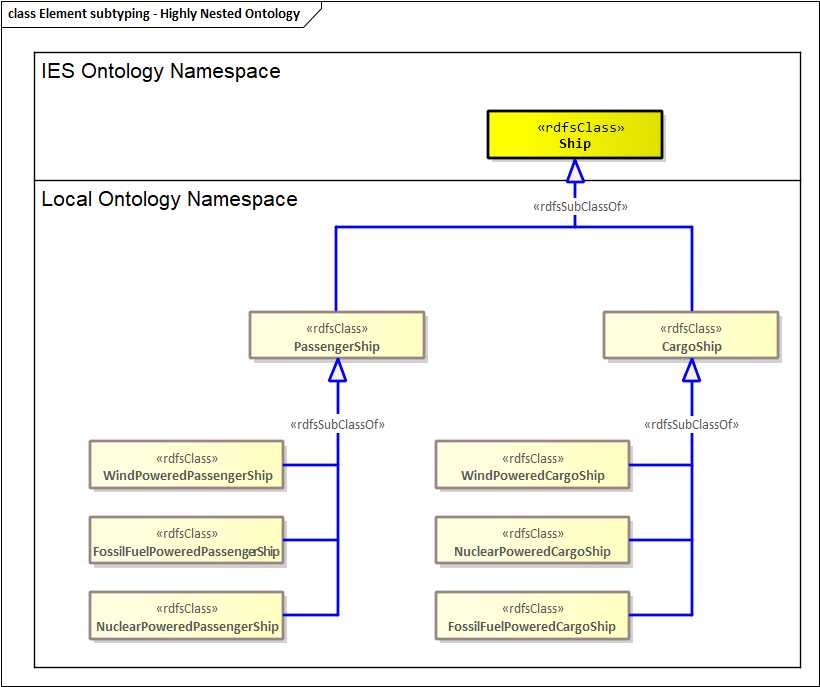 class Element subtyping - Highly Nested Ontology
IES Ontology Namespace
«rdfsClass»
Ship
Local Ontology Namespace
«rdfsSubClassOf»
«rdfsClass»
PassengerShip
«rdfsClass»
CargoShip
«rdfsSubClassOf»
«rdfsSubClassOf»
«rdfsClass»
WindPoweredPassengerShip
«rdfsClass»
WindPoweredCargoShip
«rdfsClass»
FossilFuelPoweredPassengerShip
«rdfsClass»
NuclearPoweredCargoShip
«rdfsClass»
NuclearPoweredPassengerShip
«rdfsClass»
FossilFuelPoweredCargoShip